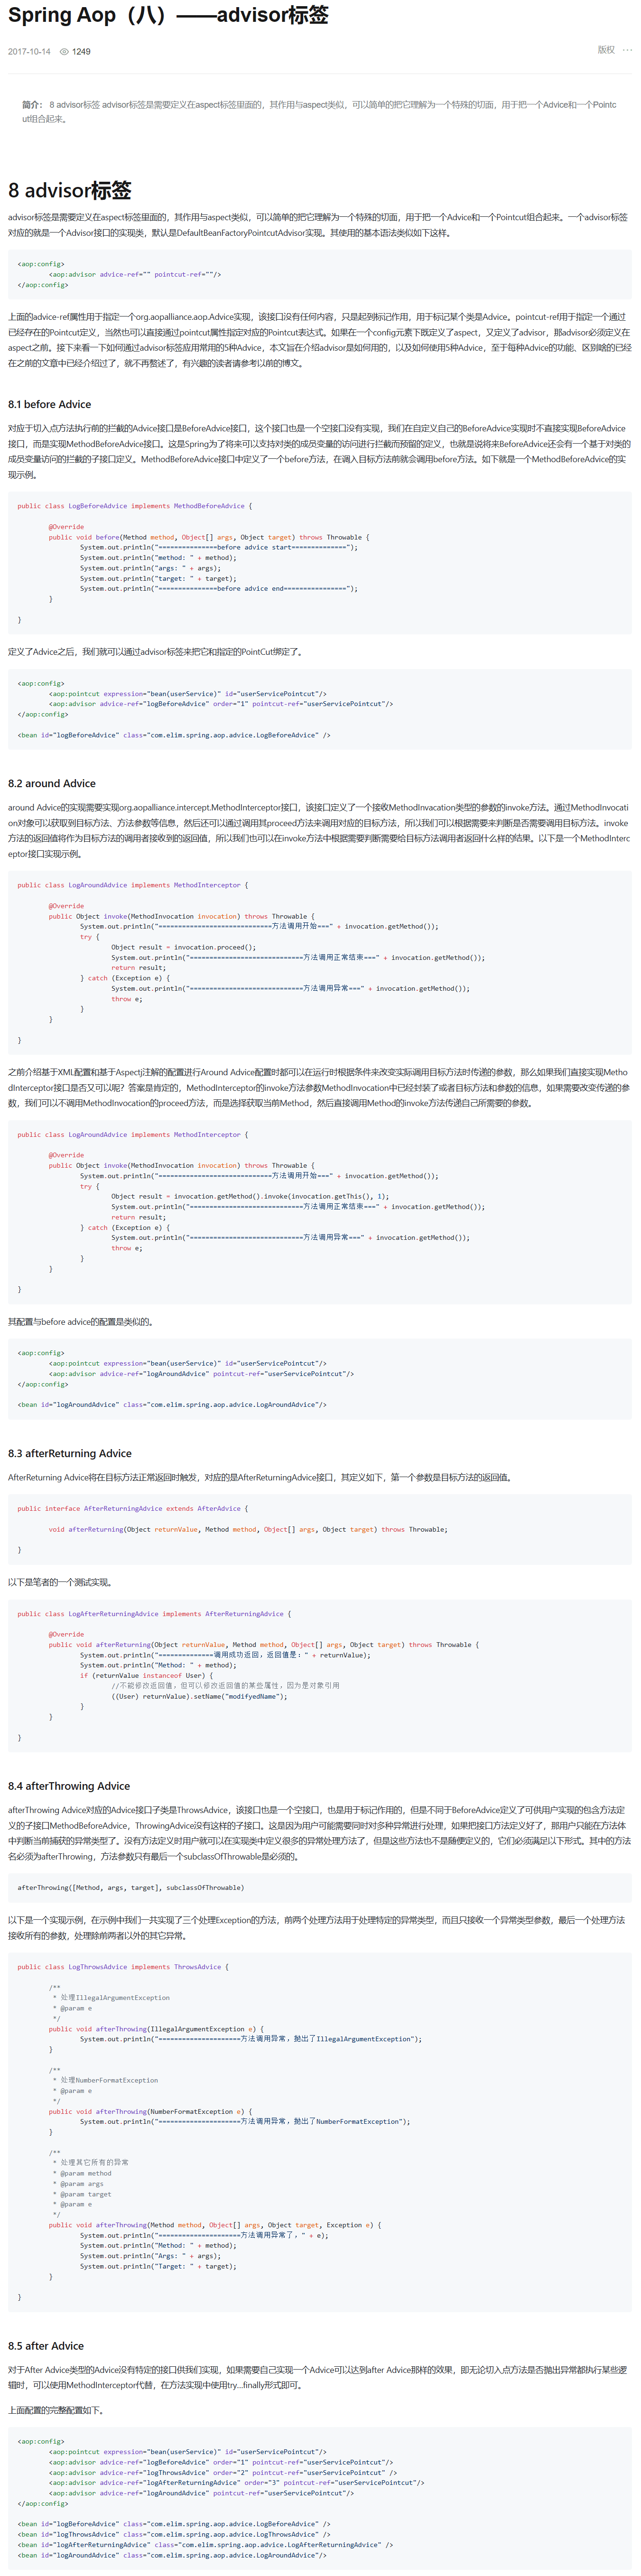 Spring Aop（八）——advisor标签
2017-10-14 1249
版权 ···
简介： 8 advisor标签 advisor标签是需要定义在aspect标签里面的，其作用与aspect类似，可以简单的把它理解为一个特殊的切面，用于把一个Advice和一个Pointc
ut组合起来。
8 advisor标签
advisor标签是需要定义在aspect标签里面的，其作用与aspect类似，可以简单的把它理解为一个特殊的切面，用于把一个Advice和一个Pointcut组合起来。一个advisor标签
对应的就是一个Advisor接口的实现类，默认是DefaultBeanFactoryPointcutAdvisor实现。其使用的基本语法类似如下这样。
<aop:config>
        <aop:advisor advice-ref="" pointcut-ref=""/>
</aop:config>
上面的advice-ref属性用于指定一个org.aopalliance.aop.Advice实现，该接口没有任何内容，只是起到标记作用，用于标记某个类是Advice。pointcut-ref用于指定一个通过
已经存在的Pointcut定义，当然也可以直接通过pointcut属性指定对应的Pointcut表达式。如果在一个config元素下既定义了aspect，又定义了advisor，那advisor必须定义在
aspect之前。接下来看一下如何通过advisor标签应用常用的5种Advice，本文旨在介绍advisor是如何用的，以及如何使用5种Advice，至于每种Advice的功能、区别啥的已经
在之前的文章中已经介绍过了，就不再赘述了，有兴趣的读者请参考以前的博文。
8.1 before Advice
对应于切入点方法执行前的拦截的Advice接口是BeforeAdvice接口，这个接口也是一个空接口没有实现，我们在自定义自己的BeforeAdvice实现时不直接实现BeforeAdvice
接口，而是实现MethodBeforeAdvice接口。这是Spring为了将来可以支持对类的成员变量的访问进行拦截而预留的定义，也就是说将来BeforeAdvice还会有一个基于对类的
成员变量访问的拦截的子接口定义。MethodBeforeAdvice接口中定义了一个before方法，在调入目标方法前就会调用before方法。如下就是一个MethodBeforeAdvice的实
现示例。
public class LogBeforeAdvice implements MethodBeforeAdvice {
        @Override
        public void before(Method method, Object[] args, Object target) throws Throwable {
                System.out.println("===============before advice start==============");
                System.out.println("method: " + method);
                System.out.println("args: " + args);
                System.out.println("target: " + target);
                System.out.println("===============before advice end================");
        }
}
定义了Advice之后，我们就可以通过advisor标签来把它和指定的PointCut绑定了。
<aop:config>
        <aop:pointcut expression="bean(userService)" id="userServicePointcut"/>
        <aop:advisor advice-ref="logBeforeAdvice" order="1" pointcut-ref="userServicePointcut"/>
</aop:config>
<bean id="logBeforeAdvice" class="com.elim.spring.aop.advice.LogBeforeAdvice" />
8.2 around Advice
around Advice的实现需要实现org.aopalliance.intercept.MethodInterceptor接口，该接口定义了一个接收MethodInvacation类型的参数的invoke方法。通过MethodInvocati
on对象可以获取到目标方法、方法参数等信息，然后还可以通过调用其proceed方法来调用对应的目标方法，所以我们可以根据需要来判断是否需要调用目标方法。invoke
方法的返回值将作为目标方法的调用者接收到的返回值，所以我们也可以在invoke方法中根据需要判断需要给目标方法调用者返回什么样的结果。以下是一个MethodInterc
eptor接口实现示例。
public class LogAroundAdvice implements MethodInterceptor {
        @Override
        public Object invoke(MethodInvocation invocation) throws Throwable {
                System.out.println("=============================方法调用开始===" + invocation.getMethod());
                try {
                        Object result = invocation.proceed();
                        System.out.println("=============================方法调用正常结束===" + invocation.getMethod());
                        return result;
                } catch (Exception e) {
                        System.out.println("=============================方法调用异常===" + invocation.getMethod());
                        throw e;
                }
        }
}
之前介绍基于XML配置和基于Aspectj注解的配置进行Around Advice配置时都可以在运行时根据条件来改变实际调用目标方法时传递的参数，那么如果我们直接实现Metho
dInterceptor接口是否又可以呢？答案是肯定的，MethodInterceptor的invoke方法参数MethodInvocation中已经封装了或者目标方法和参数的信息，如果需要改变传递的参
数，我们可以不调用MethodInvocation的proceed方法，而是选择获取当前Method，然后直接调用Method的invoke方法传递自己所需要的参数。
public class LogAroundAdvice implements MethodInterceptor {
        @Override
        public Object invoke(MethodInvocation invocation) throws Throwable {
                System.out.println("=============================方法调用开始===" + invocation.getMethod());
                try {
                        Object result = invocation.getMethod().invoke(invocation.getThis(), 1);
                        System.out.println("=============================方法调用正常结束===" + invocation.getMethod());
                        return result;
                } catch (Exception e) {
                        System.out.println("=============================方法调用异常===" + invocation.getMethod());
                        throw e;
                }
        }
}
其配置与before advice的配置是类似的。
<aop:config>
        <aop:pointcut expression="bean(userService)" id="userServicePointcut"/>
        <aop:advisor advice-ref="logAroundAdvice" pointcut-ref="userServicePointcut"/>
</aop:config>
<bean id="logAroundAdvice" class="com.elim.spring.aop.advice.LogAroundAdvice"/>
8.3 afterReturning Advice
AfterReturning Advice将在目标方法正常返回时触发，对应的是AfterReturningAdvice接口，其定义如下，第一个参数是目标方法的返回值。
public interface AfterReturningAdvice extends AfterAdvice {
        void afterReturning(Object returnValue, Method method, Object[] args, Object target) throws Throwable;
}
以下是笔者的一个测试实现。
public class LogAfterReturningAdvice implements AfterReturningAdvice {
        @Override
        public void afterReturning(Object returnValue, Method method, Object[] args, Object target) throws Throwable {
                System.out.println("==============调用成功返回，返回值是：" + returnValue);
                System.out.println("Method: " + method);
                if (returnValue instanceof User) {
                        //不能修改返回值，但可以修改返回值的某些属性，因为是对象引用
                        ((User) returnValue).setName("modifyedName");
                }
        }
}
8.4 afterThrowing Advice
afterThrowing Advice对应的Advice接口子类是ThrowsAdvice，该接口也是一个空接口，也是用于标记作用的，但是不同于BeforeAdvice定义了可供用户实现的包含方法定
义的子接口MethodBeforeAdvice，ThrowingAdvice没有这样的子接口。这是因为用户可能需要同时对多种异常进行处理，如果把接口方法定义好了，那用户只能在方法体
中判断当前捕获的异常类型了。没有方法定义时用户就可以在实现类中定义很多的异常处理方法了，但是这些方法也不是随便定义的，它们必须满足以下形式。其中的方法
名必须为afterThrowing，方法参数只有最后一个subclassOfThrowable是必须的。
afterThrowing([Method, args, target], subclassOfThrowable)
以下是一个实现示例，在示例中我们一共实现了三个处理Exception的方法，前两个处理方法用于处理特定的异常类型，而且只接收一个异常类型参数，最后一个处理方法
接收所有的参数，处理除前两者以外的其它异常。
public class LogThrowsAdvice implements ThrowsAdvice {
        /**
         * 处理IllegalArgumentException
         * @param e
         */
        public void afterThrowing(IllegalArgumentException e) {
                System.out.println("=====================方法调用异常，抛出了IllegalArgumentException");
        }
        /**
         * 处理NumberFormatException
         * @param e
         */
        public void afterThrowing(NumberFormatException e) {
                System.out.println("=====================方法调用异常，抛出了NumberFormatException");
        }
        /**
         * 处理其它所有的异常
         * @param method
         * @param args
         * @param target
         * @param e
         */
        public void afterThrowing(Method method, Object[] args, Object target, Exception e) {
                System.out.println("=====================方法调用异常了，" + e);
                System.out.println("Method: " + method);
                System.out.println("Args: " + args);
                System.out.println("Target: " + target);
        }
}
8.5 after Advice
对于After Advice类型的Advice没有特定的接口供我们实现，如果需要自己实现一个Advice可以达到after Advice那样的效果，即无论切入点方法是否抛出异常都执行某些逻
辑时，可以使用MethodInterceptor代替，在方法实现中使用try...finally形式即可。
上面配置的完整配置如下。
<aop:config>
        <aop:pointcut expression="bean(userService)" id="userServicePointcut"/>
        <aop:advisor advice-ref="logBeforeAdvice" order="1" pointcut-ref="userServicePointcut"/>
        <aop:advisor advice-ref="logThrowsAdvice" order="2" pointcut-ref="userServicePointcut" />
        <aop:advisor advice-ref="logAfterReturningAdvice" order="3" pointcut-ref="userServicePointcut"/>
        <aop:advisor advice-ref="logAroundAdvice" pointcut-ref="userServicePointcut"/>
</aop:config>
<bean id="logBeforeAdvice" class="com.elim.spring.aop.advice.LogBeforeAdvice" />
<bean id="logThrowsAdvice" class="com.elim.spring.aop.advice.LogThrowsAdvice" />
<bean id="logAfterReturningAdvice" class="com.elim.spring.aop.advice.LogAfterReturningAdvice" />
<bean id="logAroundAdvice" class="com.elim.spring.aop.advice.LogAroundAdvice"/>